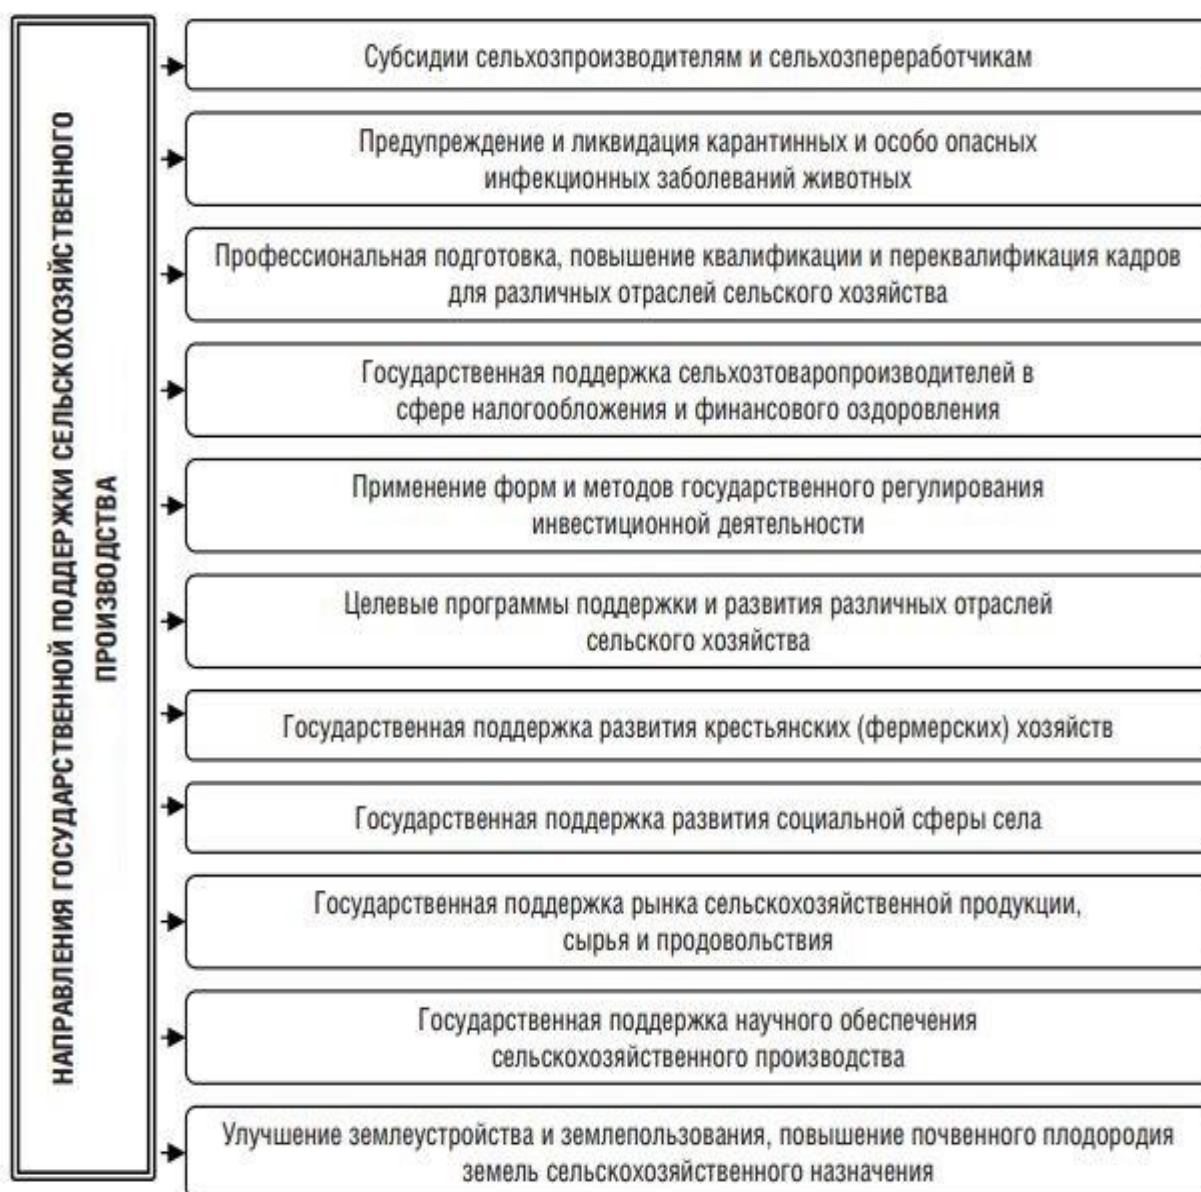 НАПРАВЛЕНИЯ ГОСУДАРСТВЕННОЙ ПОДДЕРЖКИ СЕЛЬСКОХОЗЯЙСТВЕННОГО
ПРОИЗВОДСТВА
Субсидии сельхозпроизводителям и сельхозпереработчикам
Предупреждение и ликвидация карантинных и особо опасных
инфекционных заболеваний животных
Профессиональная подготовка, повышение квалификации и переквалификация кадров
для различных отраслей сельского хозяйства
Государственная поддержка сельхозтоваропроизводителей в
сфере налогообложения и финансового оздоровления
Применение форм и методов государственного регулирования
инвестиционной деятельности
Целевые программы поддержки и развития различных отраслей
сельского хозяйства
Государственная поддержка развития крестьянских (фермерских) хозяйств
Государственная поддержка развития социальной сферы села
Государственная поддержка рынка сельскохозяйственной продукции,
сырья и продовольствия
Государственная поддержка научного обеспечения
сельскохозяйственного производства
Улучшение землеустройства и землепользования, повышение почвенного плодородия
земель сельскохозяйственного назначения